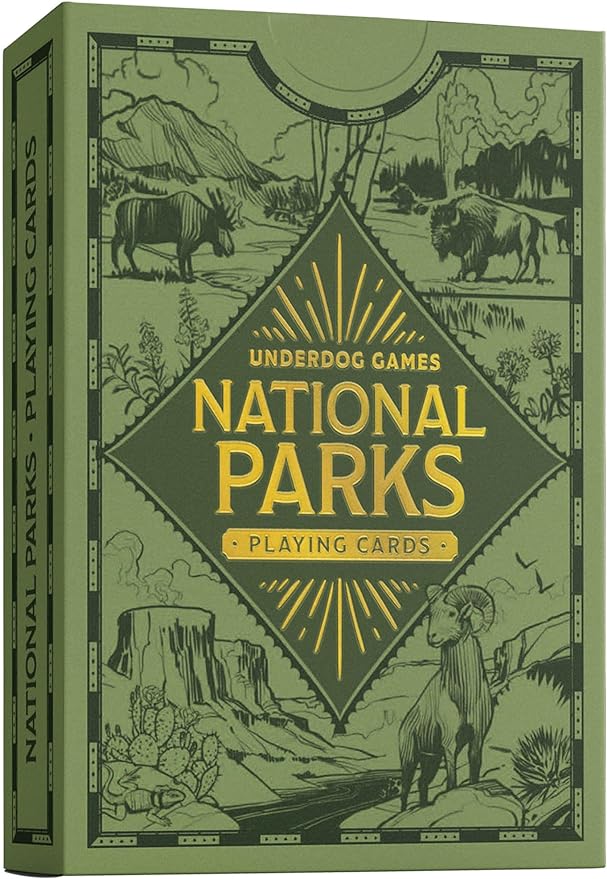 UNDERDOG GAMES
NATIONAL
PARKS
· PLAYING CARDS ·
NATIONAL PARKS · PLAYING CARDS